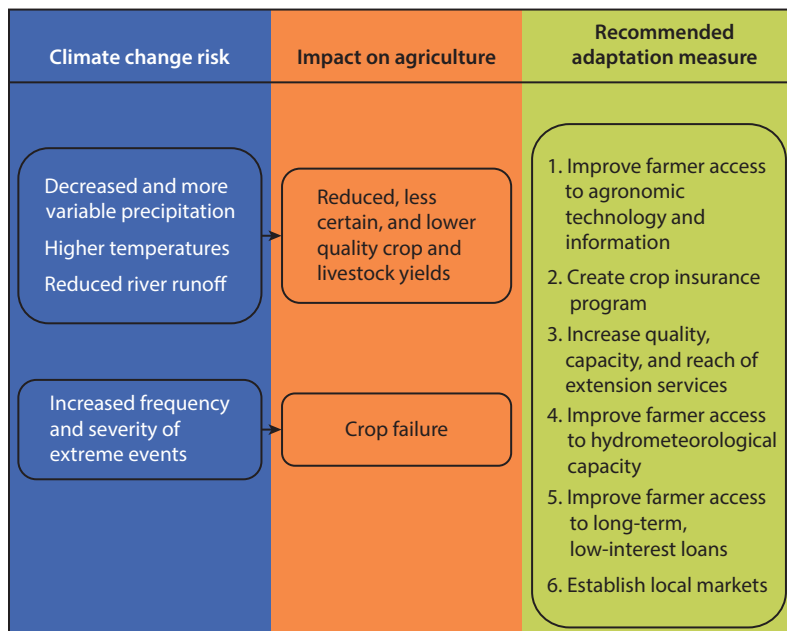 Climate change risk
Impact on agriculture
Recommended
adaptation measure
Decreased and more
variable precipitation
Higher temperatures
Reduced river runoff
Reduced, less
certain, and lower
quality crop and
livestock yields
Increased frequency
and severity of
extreme events
Crop failure
1. Improve farmer access
to agronomic
technology and
information
2. Create crop insurance
program
3. Increase quality,
capacity, and reach of
extension services
4. Improve farmer access
to hydrometeorological
capacity
5. Improve farmer access
to long-term,
low-interest loans
6. Establish local markets